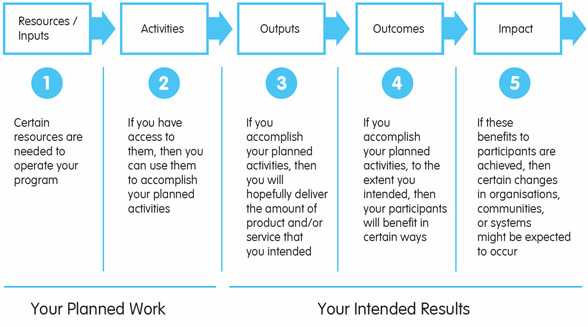 Resources /
Inputs
Activities
Outputs
Outcomes
Impact
1
2
3
4
5
Certain
resources are
needed to
operate your
program
If you have
access to
them, then you
can use them
to accomplish
your planned
activities
If you
accomplish
your planned
activities, then
you will
hopefully deliver
the amount of
product and/or
service that
you intended
If you
accomplish
your planned
activities, to the
extent you
intended, then
your participants
will benefit in
certain ways
If these
benefits to
participants are
achieved, then
certain changes
in organisations,
communities,
or systems
might be expected
to occur
Your Planned Work
Your Intended Results